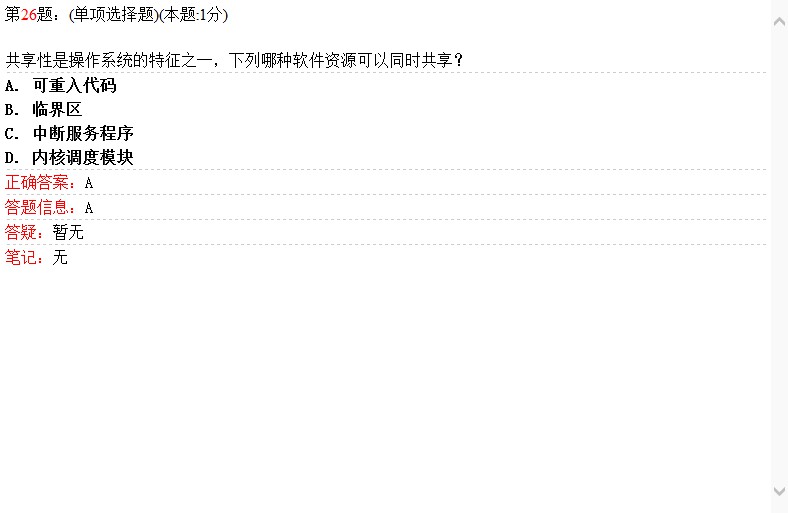 第26题：(单项选择题)(本题:1分)
共享性是操作系统的特征之一，下列哪种软件资源可以同时共享?
A. 可重入代码
B. 临界区
C. 中断服务程序
D. 内核调度模块
正确答案：A
答题信息：A
答疑：暂无
笔记：无